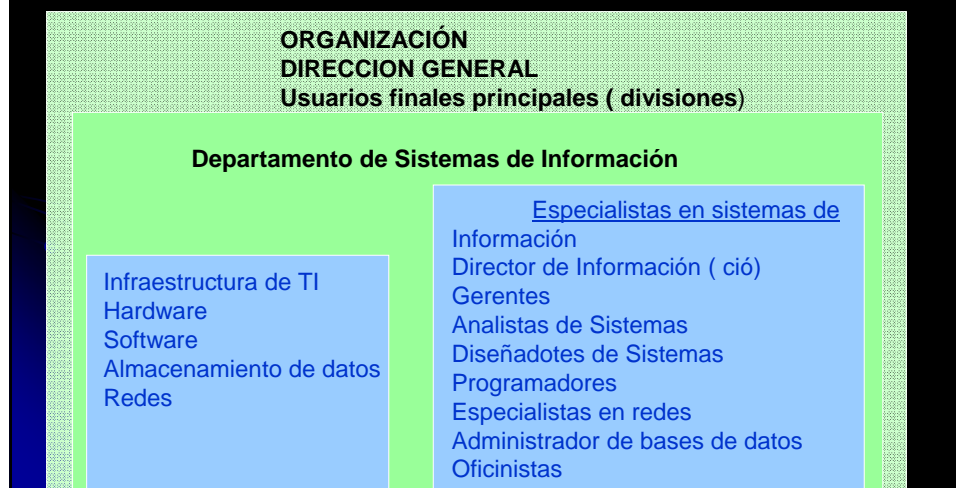 ORGANIZACIÓN
DIRECCION GENERAL
Usuarios finales principales ( divisiones)
Departamento de Sistemas de Información
Infraestructura de TI
Hardware
Software
Almacenamiento de datos
Redes
Especialistas en sistemas de
Información
Director de Información ( ció)
Gerentes
Analistas de Sistemas
Diseñadotes de Sistemas
Programadores
Especialistas en redes
Administrador de bases de datos
Oficinistas